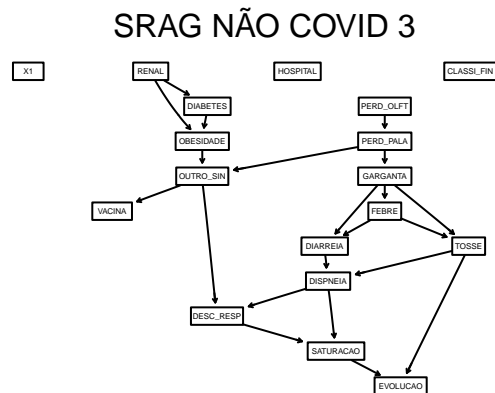 SRAG NÃO COVID 3
X1
RENAL
HOSPITAL
CLASSI_FIN
DIABETES
PERD_OLFT
OBESIDADE
PERD_PALA
OUTRO_SIN
GARGANTA
VACINA
FEBRE
DIARREIA
TOSSE
DISPNEIA
DESC_RESP
SATURACAO
EVOLUCAO